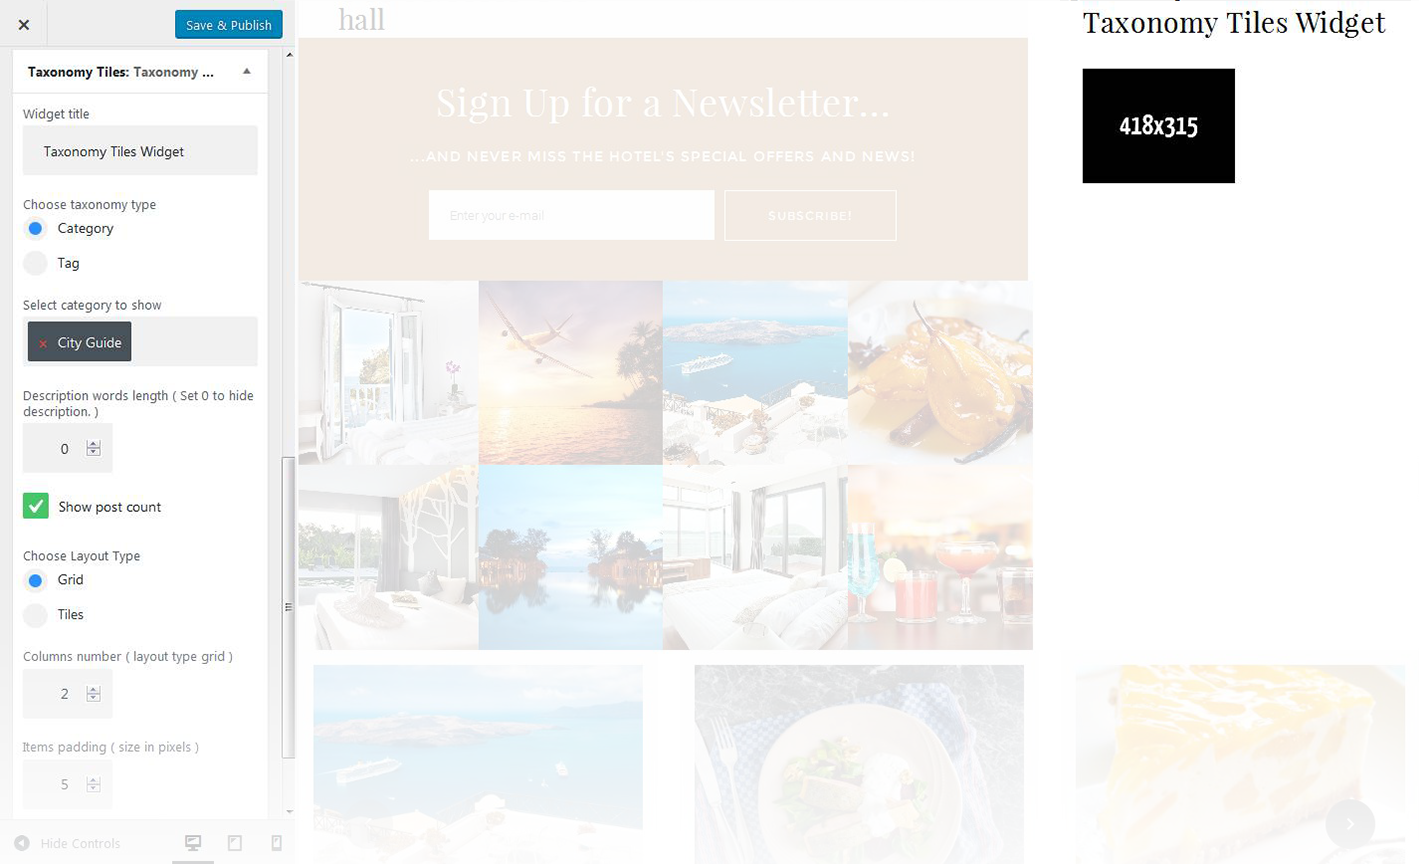 Save & Publish
Taxonomy Tiles: Taxonomy ...
Widget title
Taxonomy Tiles Widget
Choose taxonomy type
Category
Tag
Select category to show
× City Guide
Description words length ( Set 0 to hide
description. )
0
Show post count
Choose Layout Type
Grid
Tiles
Columns number ( layout type grid )
2
Items padding ( size in pixels )
5
Hide Controls
hall
Sign Up for a Newsletter...
...AND NEVER MISS THE HOTEL'S SPECIAL OFFERS AND NEWS!
Enter your e-mail
SUBSCRIBE!
Taxonomy Tiles Widget
418x315